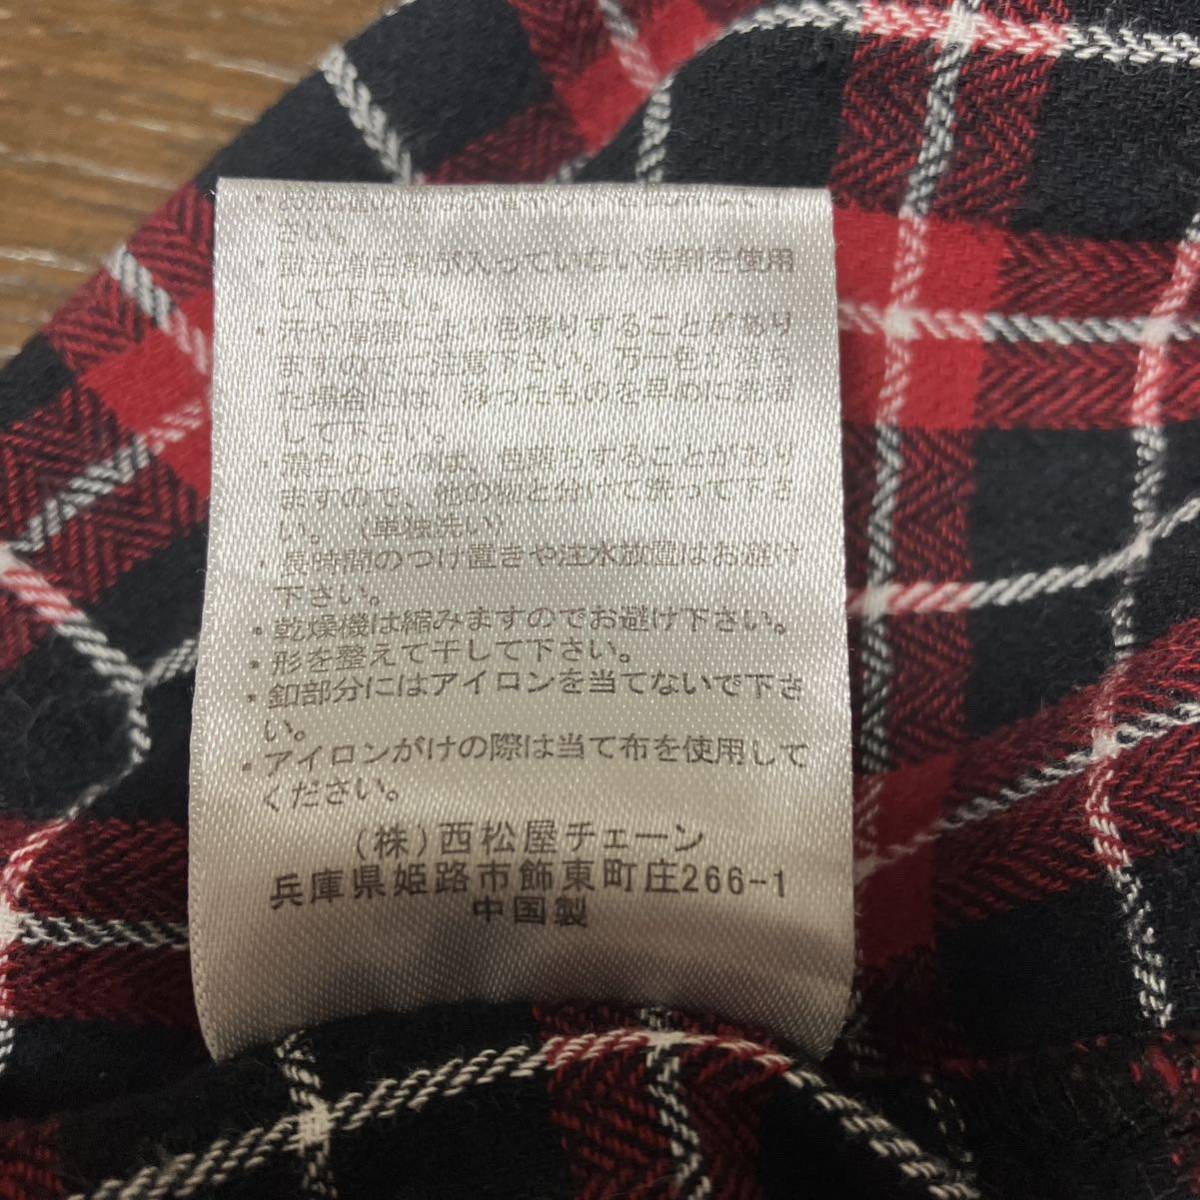 さい。
・蛍光増白剤が入っていない洗剤を使用
して下さい。
・汗や摩擦により色移りすることがあり
ますのでご注意下さい。万一色が落ち
た場合には、落ちたものを早めに洗濯
して下さい。
・濃色のものは、色落ちすることがあり
ますので、他の物と分けて洗って下さ
い。(単独洗い)
・長時間のつけ置きや注水放置はお避け
下さい。
・乾燥機は縮みますのでお避け下さい。
・形を整えて干して下さい。
・釦部分にはアイロンを当てないで下さ
い。
・アイロンがけの際は当て布を使用して
ください。
(株)西松屋チェーン
兵庫県姫路市飾東町庄266-1
中国製